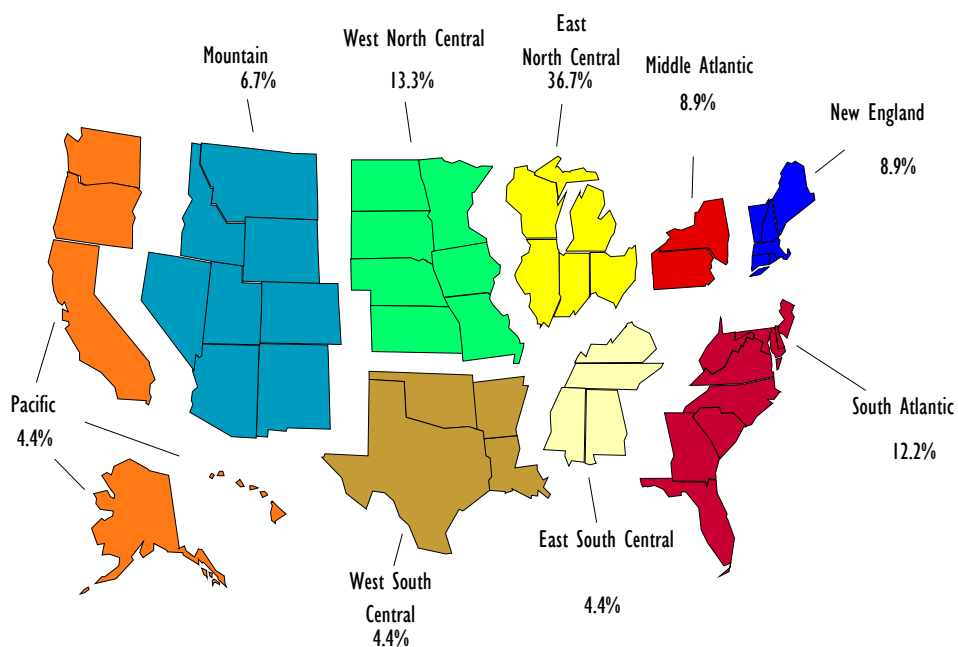 Mountain
6.7%
West North Central
13.3%
East
North Central
36.7%
Middle Atlantic
8.9%
New England
8.9%
Pacific
4.4%
South Atlantic
12.2%
West South
Central
4.4%
East South Central
4.4%